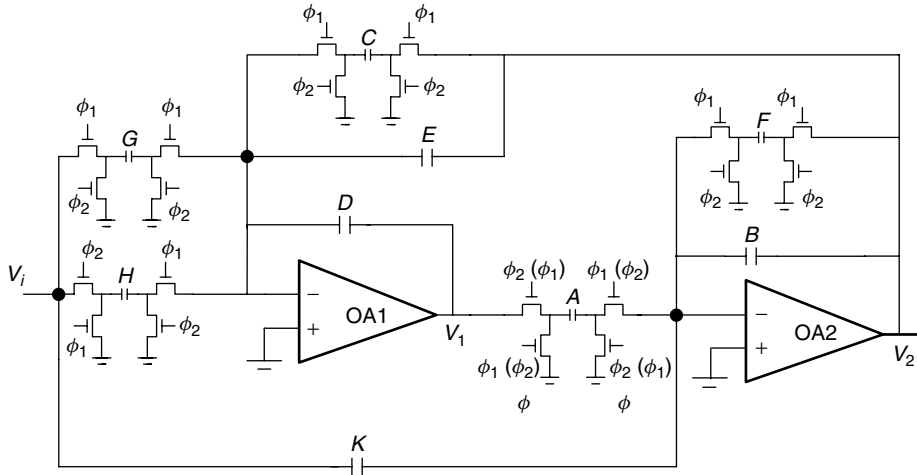 ϕ1 ϕ1
C
ϕ2 ϕ2
ϕ1 ϕ1
F
ϕ2 ϕ2
ϕ1 ϕ1
G
ϕ2 ϕ2
E
D
B
ϕ2 ϕ1
H
Vi
ϕ1 ϕ2
− + OA1
V1
ϕ2 (ϕ1) ϕ1 (ϕ2)
A
ϕ1 (ϕ2) ϕ2 (ϕ1)
ϕ ϕ
− + OA2
V2
K